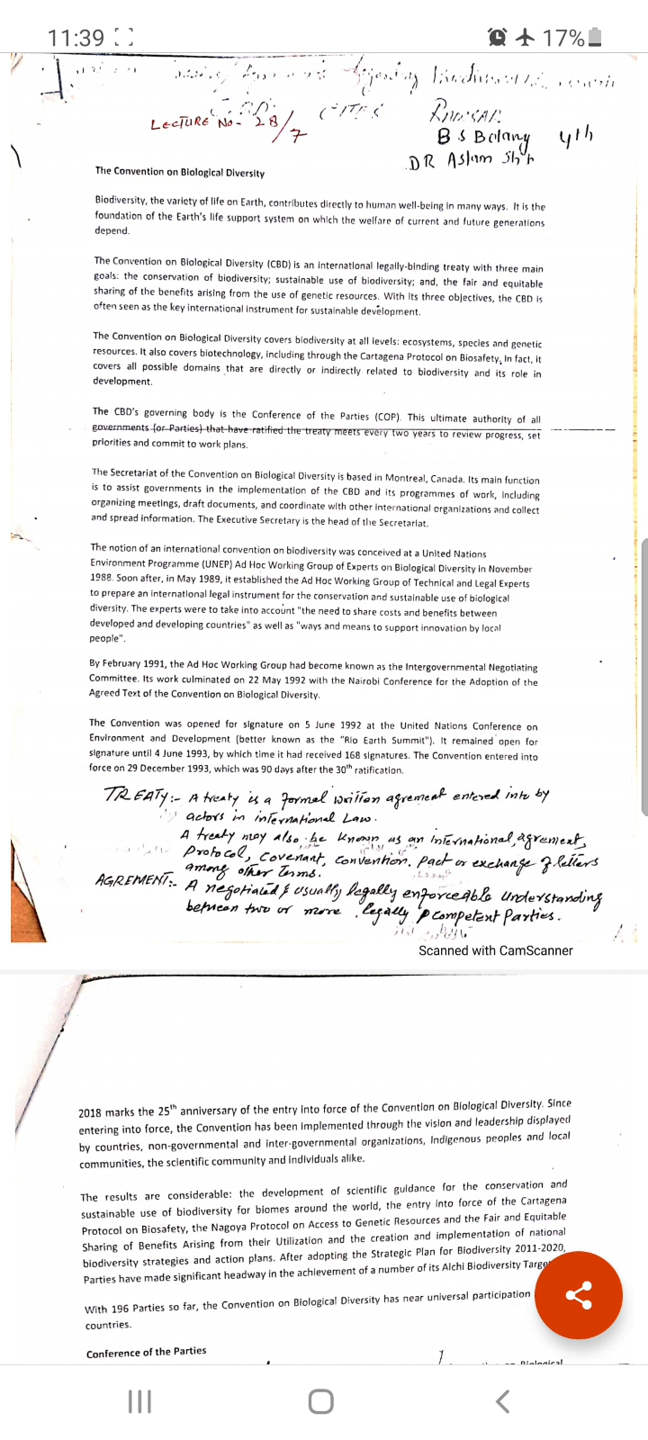 11:39
17%
CITES
LECTURE No- 28/7
BS Botany 4th
DR Aslam
The Convention on Biological Diversity
Biodiversity, the variety of life on Earth, contributes directly to human well-being in many ways. It is the
foundation of the Earth's life support system on which the welfare of current and future generations
depend.
The Convention on Biological Diversity (CBD) is an international legally-binding treaty with three main
goals: the conservation of biodiversity; sustainable use of biodiversity; and, the fair and equitable
sharing of the benefits arising from the use of genetic resources. With its three objectives, the CBD is
often seen as the key international instrument for sustainable development.
The Convention on Biological Diversity covers biodiversity at all levels: ecosystems, species and genetic
resources. It also covers biotechnology, including through the Cartagena Protocol on Biosafety. In fact, it
covers all possible domains that are directly or indirectly related to biodiversity and its role in
development.
The CBD's governing body is the Conference of the Parties (COP). This ultimate authority of all
governments (or Parties) that have ratified the treaty meets every two years to review progress, set
priorities and commit to work plans.
The Secretariat of the Convention on Biological Diversity is based in Montreal, Canada. Its main function
is to assist governments in the implementation of the CBD and its programmes of work, including
organizing meetings, draft documents, and coordinate with other international organizations and collect
and spread information. The Executive Secretary is the head of the Secretariat.
The notion of an international convention on biodiversity was conceived at a United Nations
Environment Programme (UNEP) Ad Hoc Working Group of Experts on Biological Diversity in November
1988. Soon after, in May 1989, it established the Ad Hoc Working Group of Technical and Legal Experts
to prepare an international legal instrument for the conservation and sustainable use of biological
diversity. The experts were to take into account "the need to share costs and benefits between
developed and developing countries" as well as "ways and means to support innovation by local
people".
By February 1991, the Ad Hoc Working Group had become known as the Intergovernmental Negotiating
Committee. Its work culminated on 22 May 1992 with the Nairobi Conference for the Adoption of the
Agreed Text of the Convention on Biological Diversity.
The Convention was opened for signature on 5 June 1992 at the United Nations Conference on
Environment and Development (better known as the "Rio Earth Summit"). It remained open for
signature until 4 June 1993, by which time it had received 168 signatures. The Convention entered into
force on 29 December 1993, which was 90 days after the 30th ratification.
TREATY:- A treaty is a formal written agrement entered into by
actors in international Law.
A treaty may also be known as an international agrement,
Protocol, covenant, convention, pact or exchange of letters
among other terms.
AGREMENT:- A negotiated & usually legally enforceable understanding
between two or more legally competent Parties.
Scanned with CamScanner
2018 marks the 25th anniversary of the entry into force of the Convention on Biological Diversity. Since
entering into force, the Convention has been implemented through the vision and leadership displayed
by countries, non-governmental and inter-governmental organizations, indigenous peoples and local
communities, the scientific community and individuals alike.
The results are considerable: the development of scientific guidance for the conservation and
sustainable use of biodiversity for biomes around the world, the entry into force of the Cartagena
Protocol on Biosafety, the Nagoya Protocol on Access to Genetic Resources and the Fair and Equitable
Sharing of Benefits Arising from their Utilization and the creation and implementation of national
biodiversity strategies and action plans. After adopting the Strategic Plan for Biodiversity 2011-2020,
Parties have made significant headway in the achievement of a number of its Aichi Biodiversity
With 196 Parties so far, the Convention on Biological Diversity has near universal participation
countries.
Conference of the Parties